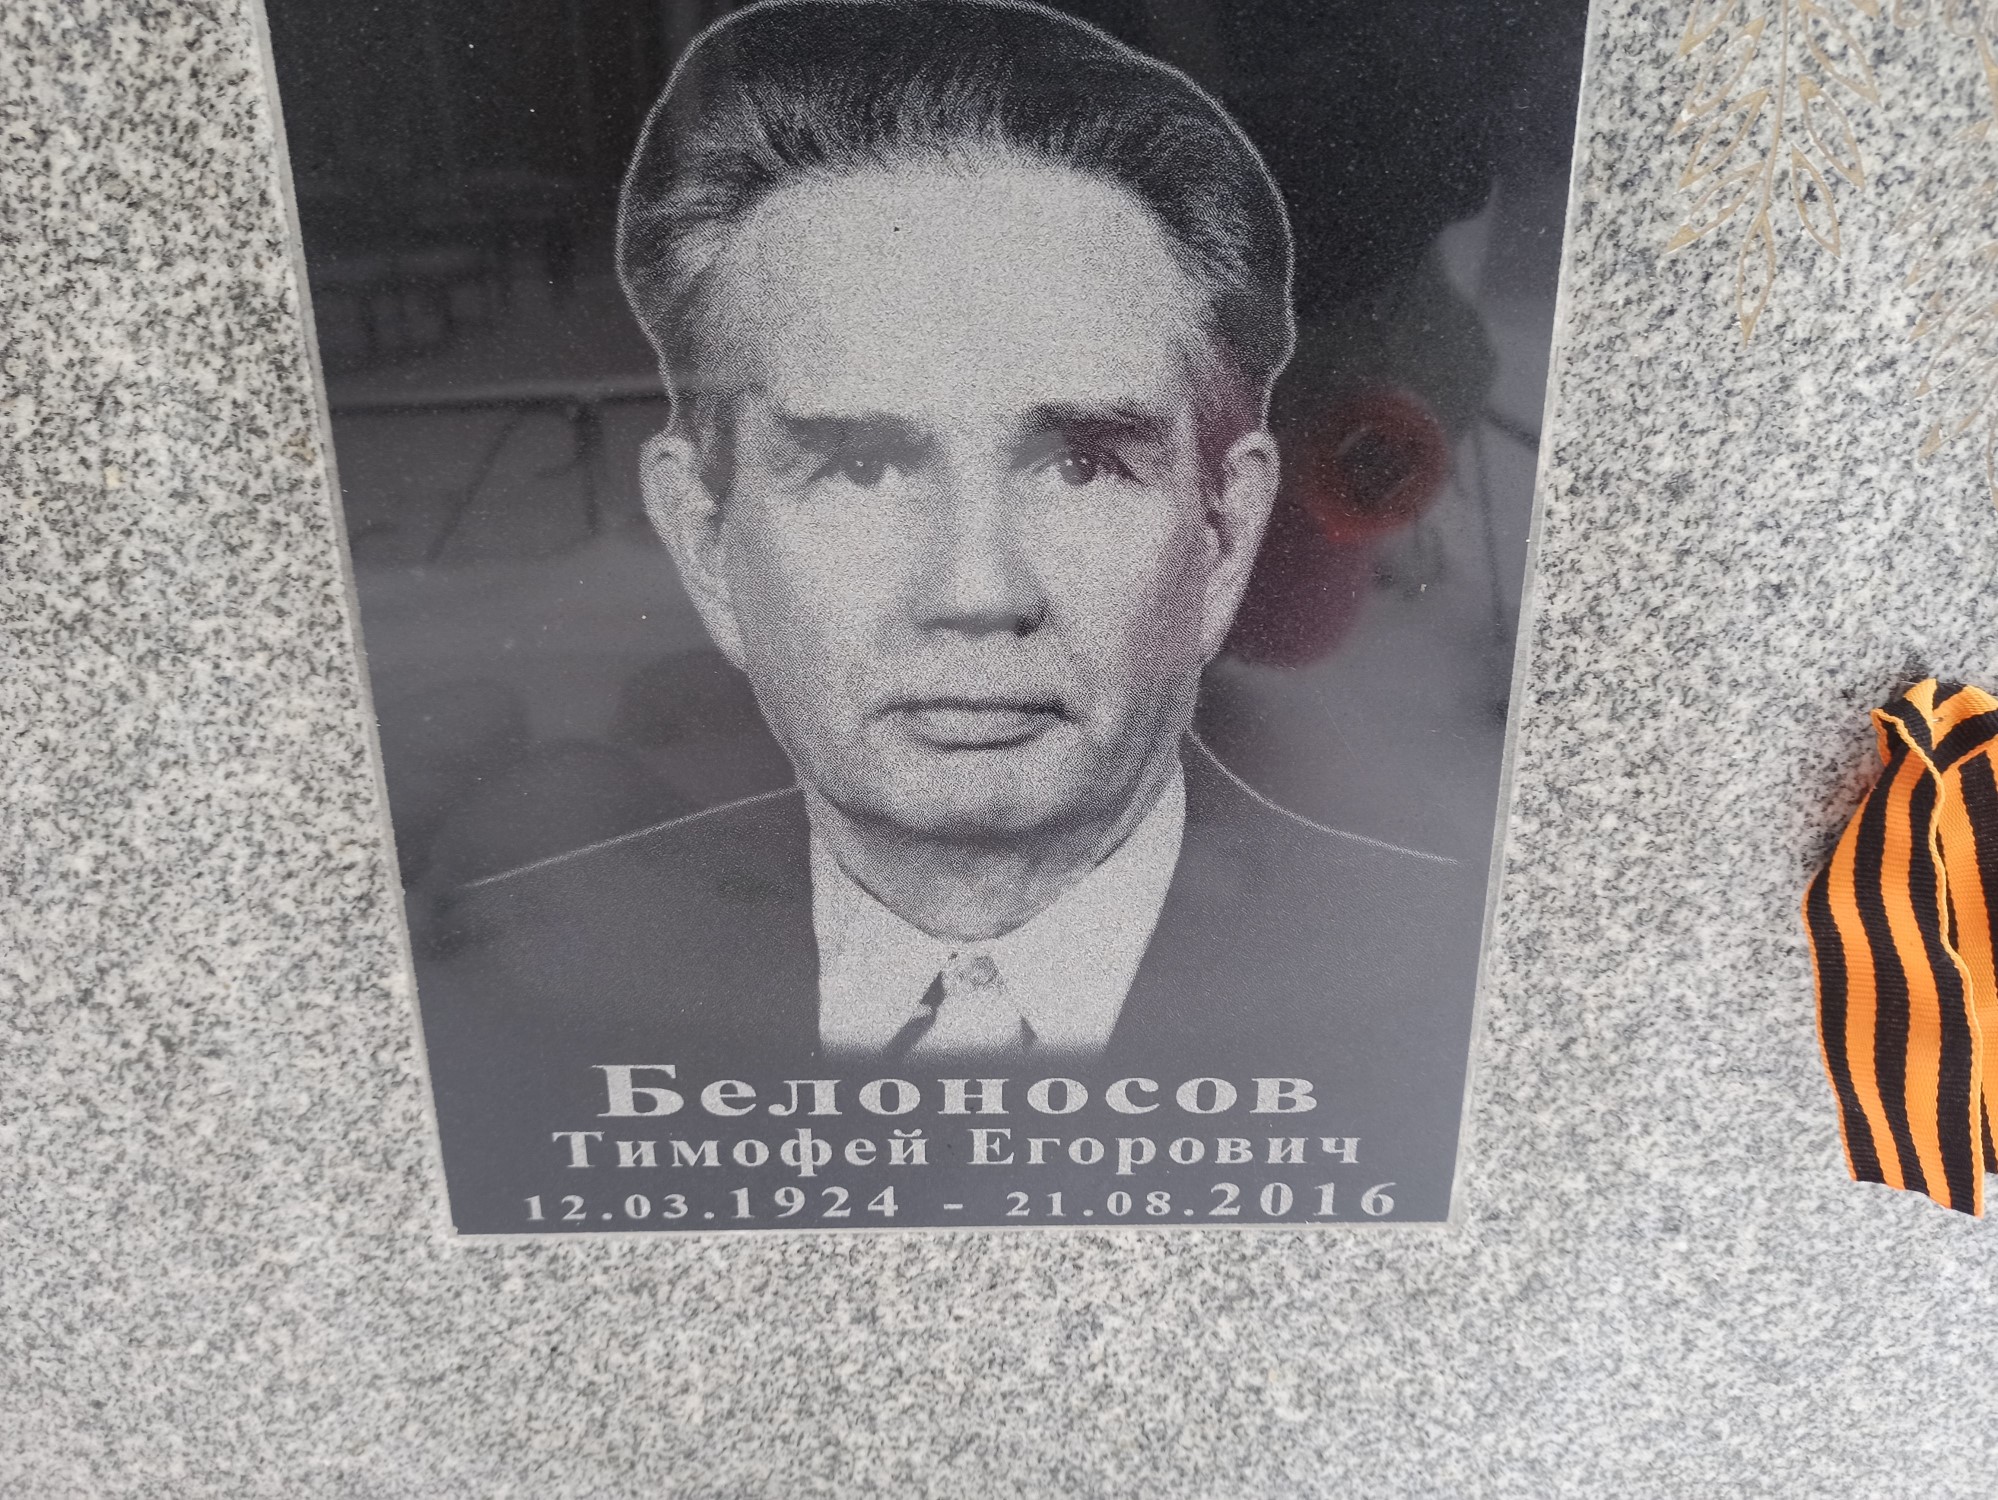 Белоносов
Тимофей Егорович
12.03.1924 - 21.08.2016